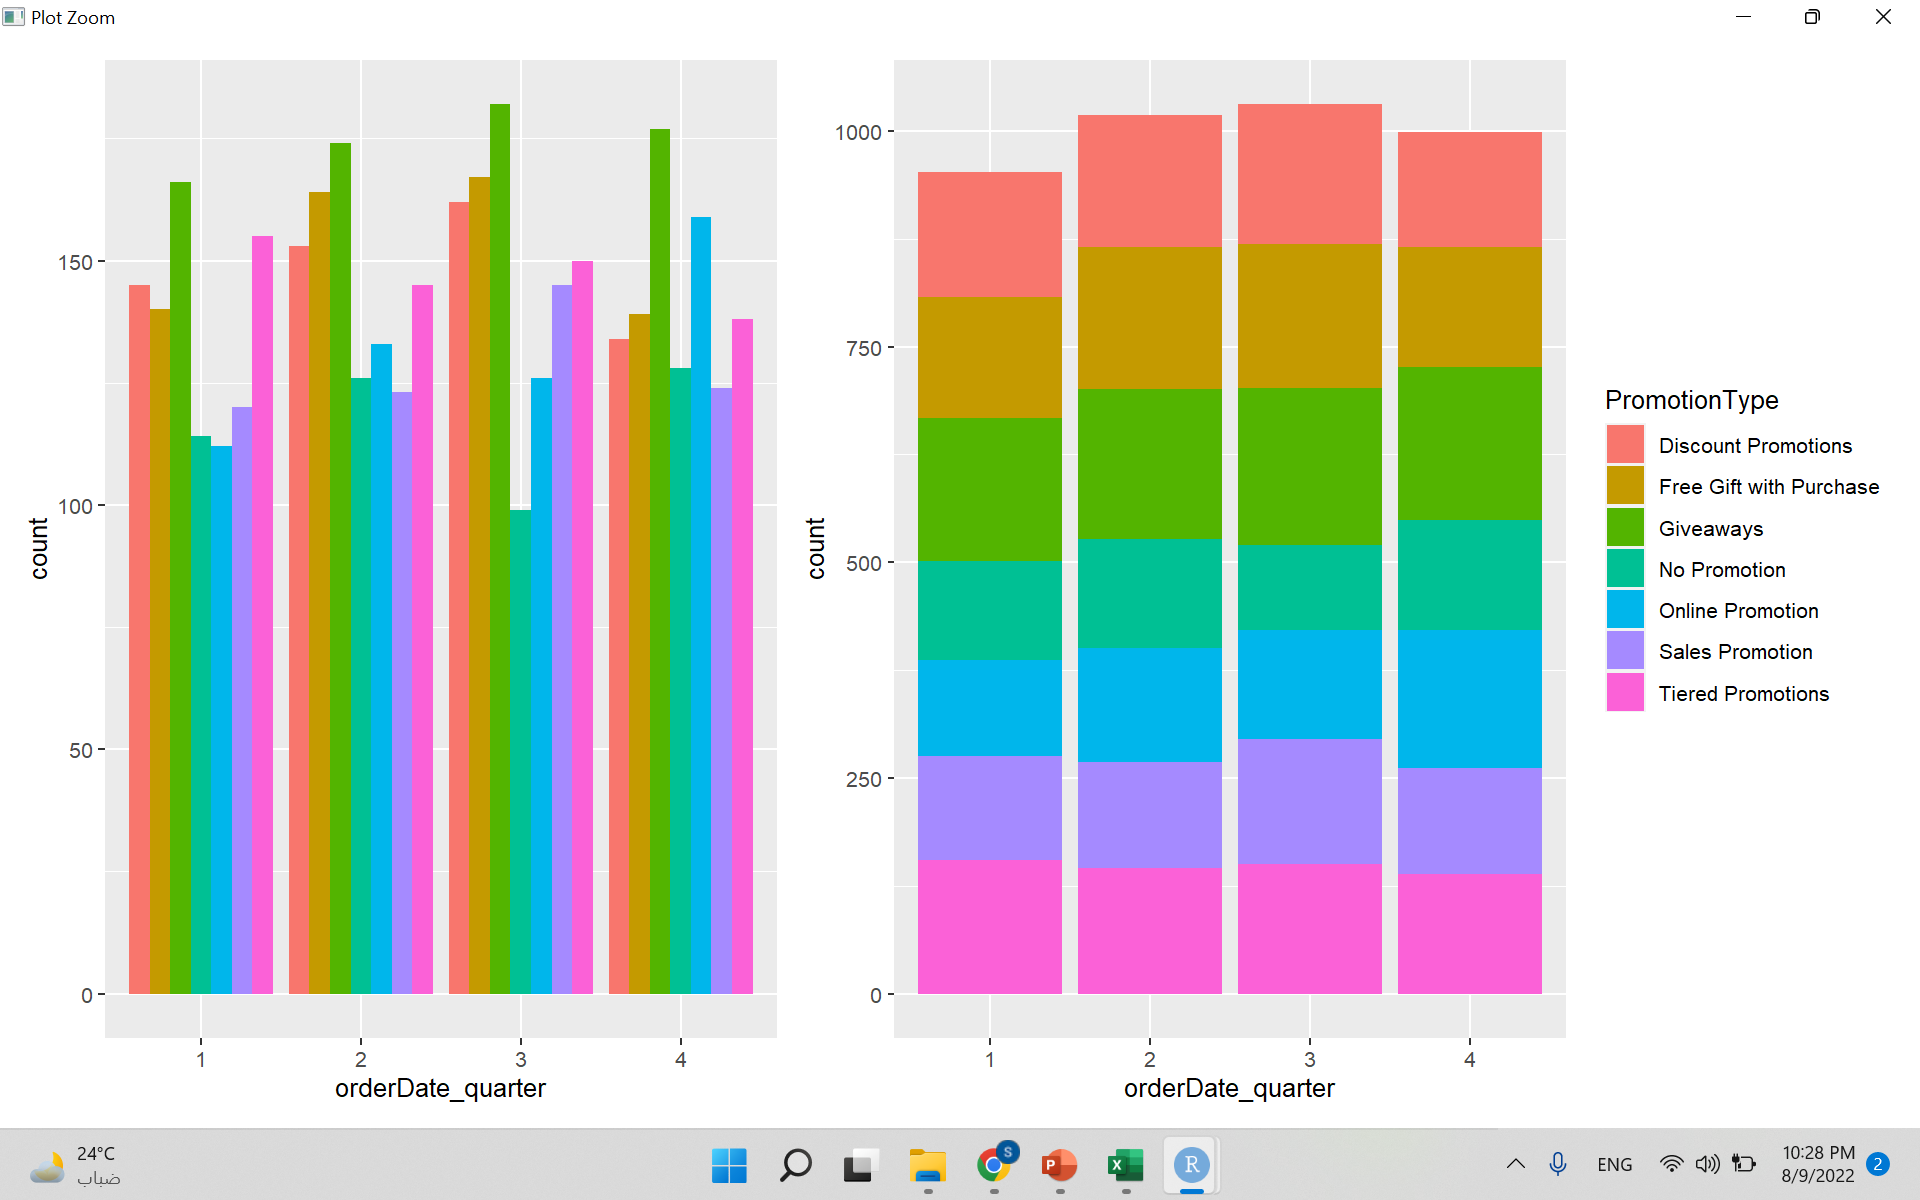 Plot Zoom
150
100
50
0
count
1 2 3 4
orderDate_quarter
1000
750
500
250
0
count
1 2 3 4
orderDate_quarter
PromotionType
Discount Promotions
Free Gift with Purchase
Giveaways
No Promotion
Online Promotion
Sales Promotion
Tiered Promotions
24°C
ضباب
S
P
X
R
ENG
10:28 PM
8/9/2022
2